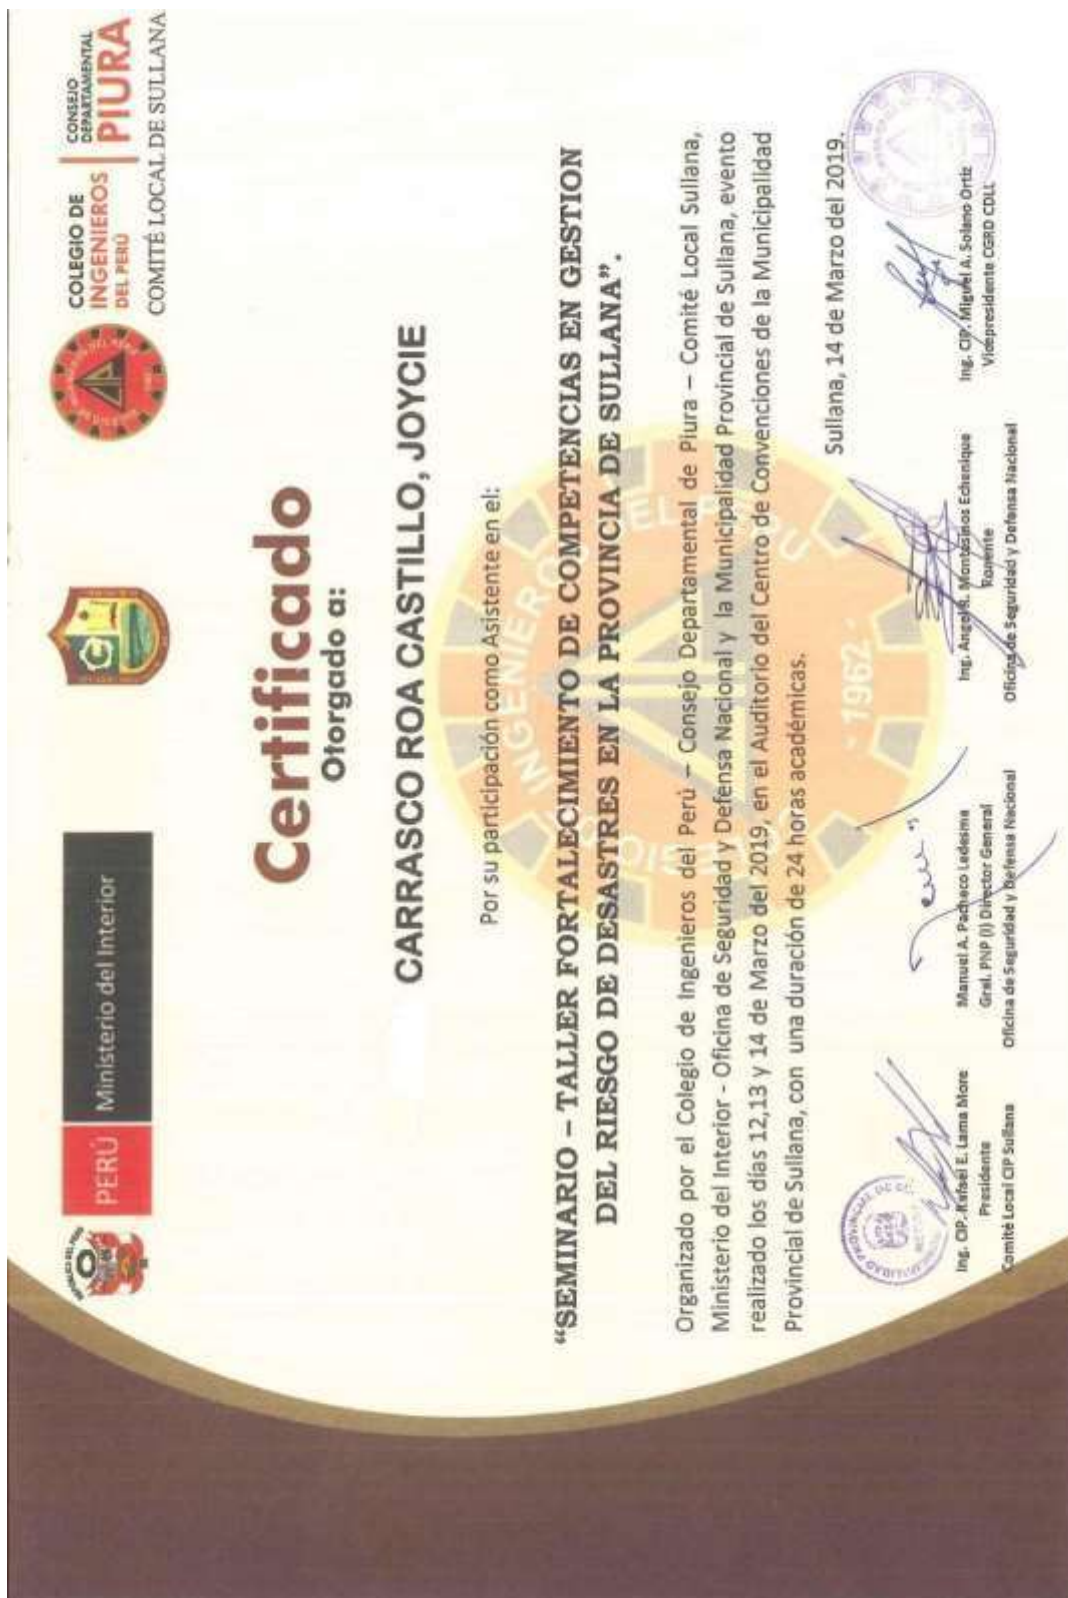 PERÚ
Ministerio del Interior
COLEGIO DE
INGENIEROS
DEL PERÚ
CONSEJO
DEPARTAMENTAL
PIURA
COMITÉ LOCAL DE SULLANA
Certificado
Otorgado a:
CARRASCO ROA CASTILLO, JOYCIE
Por su participación como Asistente en el:
“SEMINARIO – TALLER FORTALECIMIENTO DE COMPETENCIAS EN GESTION
DEL RIESGO DE DESASTRES EN LA PROVINCIA DE SULLANA”.
Organizado por el Colegio de Ingenieros del Perú – Consejo Departamental de Piura – Comité Local Sullana,
Ministerio del Interior - Oficina de Seguridad y Defensa Nacional y la Municipalidad Provincial de Sullana, evento
realizado los días 12,13 y 14 de Marzo del 2019, en el Auditorio del Centro de Convenciones de la Municipalidad
Provincial de Sullana, con una duración de 24 horas académicas.
- 1962 -
Sullana, 14 de Marzo del 2019.
Ing. CIP. Rafael E. Lama More
Presidente
Comité Local CIP Sullana
Manuel A. Pacheco Ledesma
Gral. PNP (I) Director General
Oficina de Seguridad y Defensa Nacional
Ing. Angel R. Montesinos Echenique
Ponente
Oficina de Seguridad y Defensa Nacional
Ing. CIP. Miguel A. Solano Ortiz
Vicepresidente CGRD CDLL